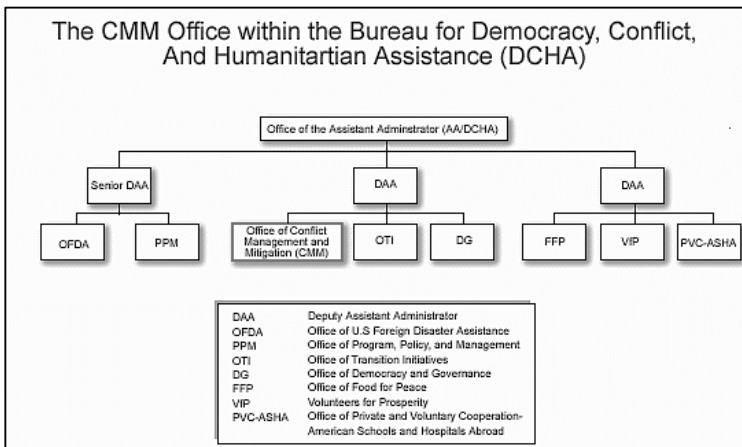 The CMM Office within the Bureau for Democracy, Conflict,
And Humanitartian Assistance (DCHA)
Office of the Assistant Adminstrator (AA/DCHA)
Senior DAA
DAA
DAA
OFDA
PPM
Office of Conflict
Management and
Mitigation (CMM)
OTI
DG
FFP
VfP
PVC-ASHA
DAA Deputy Assistant Administrator
OFDA Office of U.S Foreign Disaster Assistance
PPM Office of Program, Policy, and Management
OTI Office of Transition Initiatives
DG Office of Democracy and Governance
FFP Office of Food for Peace
VfP Volunteers for Prosperity
PVC-ASHA Office of Private and Voluntary Cooperation-
American Schools and Hospitals Abroad